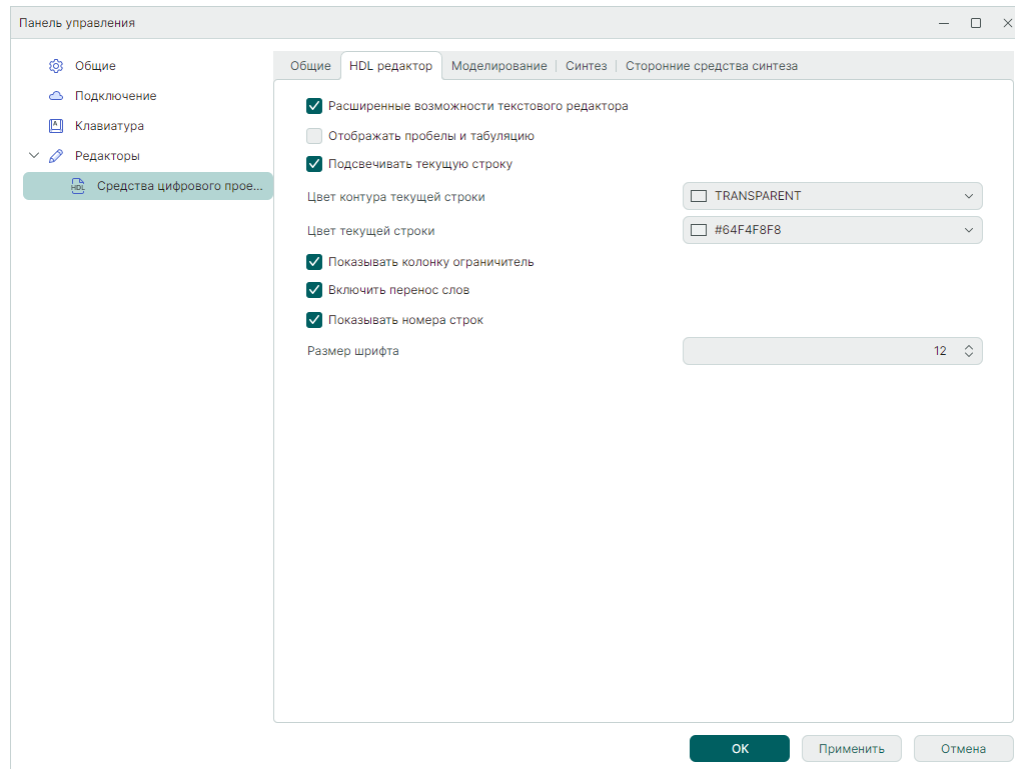 Панель управления
Общие
Подключение
Клавиатура
Редакторы
HDL Средства цифрового прое...
Общие HDL редактор Моделирование Синтез Сторонние средства синтеза
Расширенные возможности текстового редактора
Отображать пробелы и табуляцию
Подсвечивать текущую строку
Цвет контура текущей строки TRANSPARENT
Цвет текущей строки #64F4F8F8
Показывать колонку ограничитель
Включить перенос слов
Показывать номера строк
Размер шрифта 12
ОК Применить Отмена